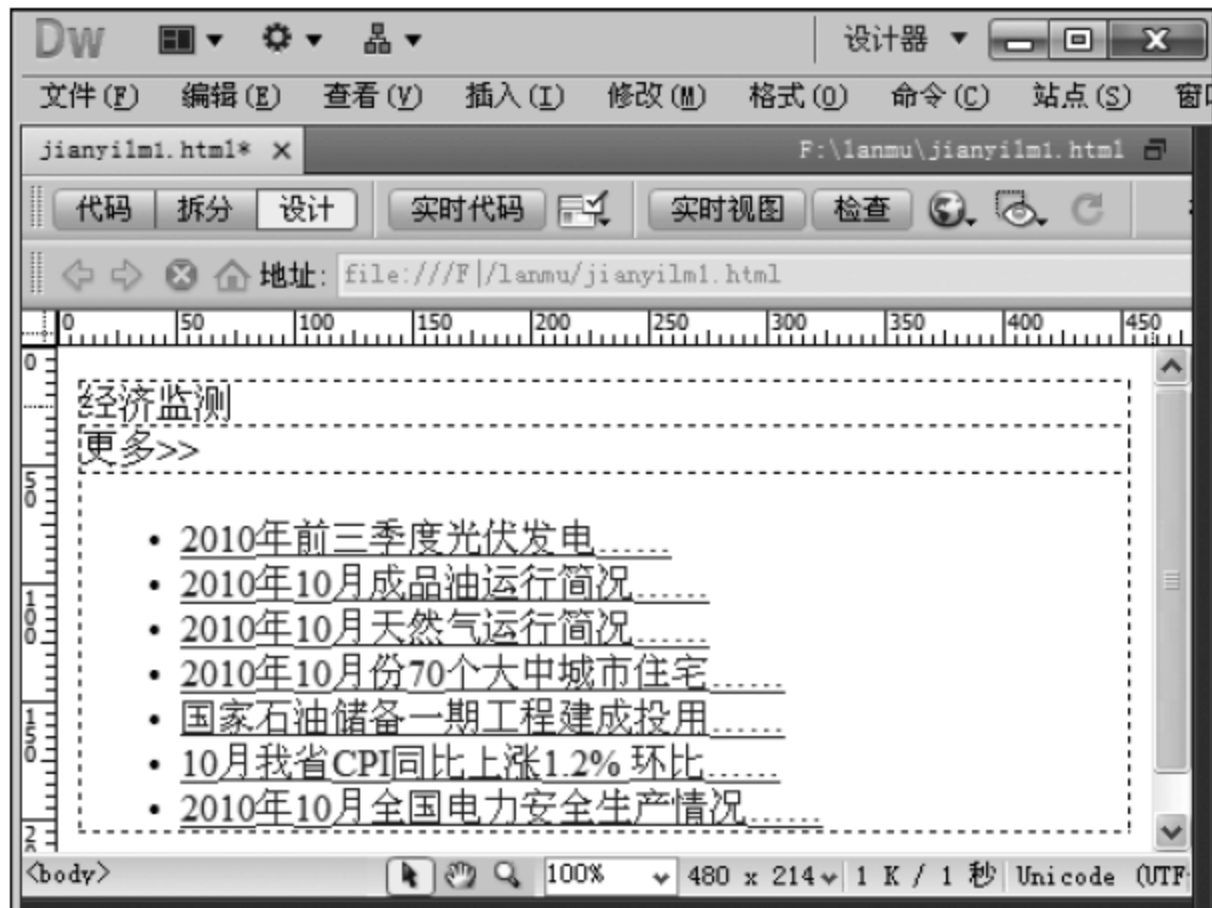 Dw 设计器
文件(F) 编辑(E) 查看(V) 插入(I) 修改(M) 格式(O) 命令(C) 站点(S) 窗口
jianyilm1.html* × F:\lanmu\jianyilm1.html
代码 拆分 设计 实时代码 实时视图 检查
地址: file:///F|/lanmu/jianyilm1.html
0 50 100 150 200 250 300 350 400 450
0
经济监测
更多>>
50
• 2010年前三季度光伏发电......
• 2010年10月成品油运行简况......
100
• 2010年10月天然气运行简况......
• 2010年10月份70个大中城市住宅......
150
• 国家石油储备一期工程建成投用......
• 10月我省CPI同比上涨1.2% 环比......
• 2010年10月全国电力安全生产情况......
<body> 100% 480 x 214 1 K / 1 秒 Unicode (UTF-